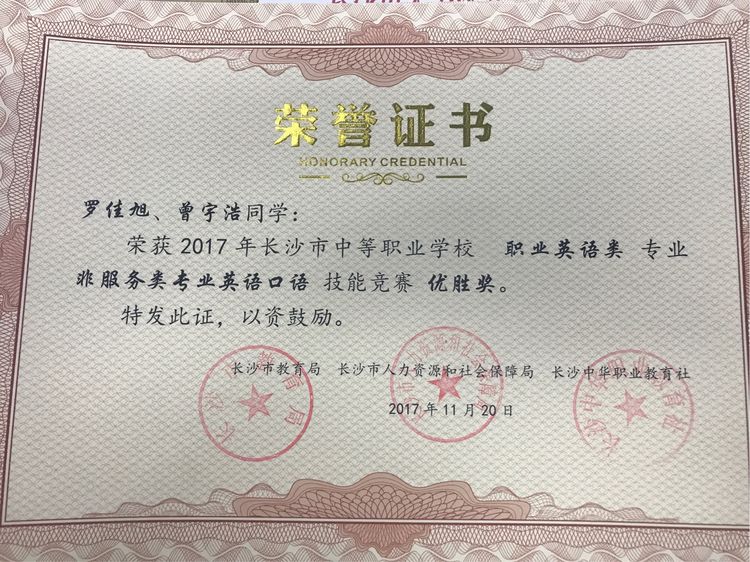 荣誉证书
HONORARY CREDENTIAL
罗佳旭、曾宇浩同学：
荣获2017年长沙市中等职业学校 职业英语类 专业
非服务类专业英语口语 技能竞赛 优胜奖。
特发此证，以资鼓励。
长沙市教育局 长沙市人力资源和社会保障局 长沙中华职业教育社
2017年11月20日